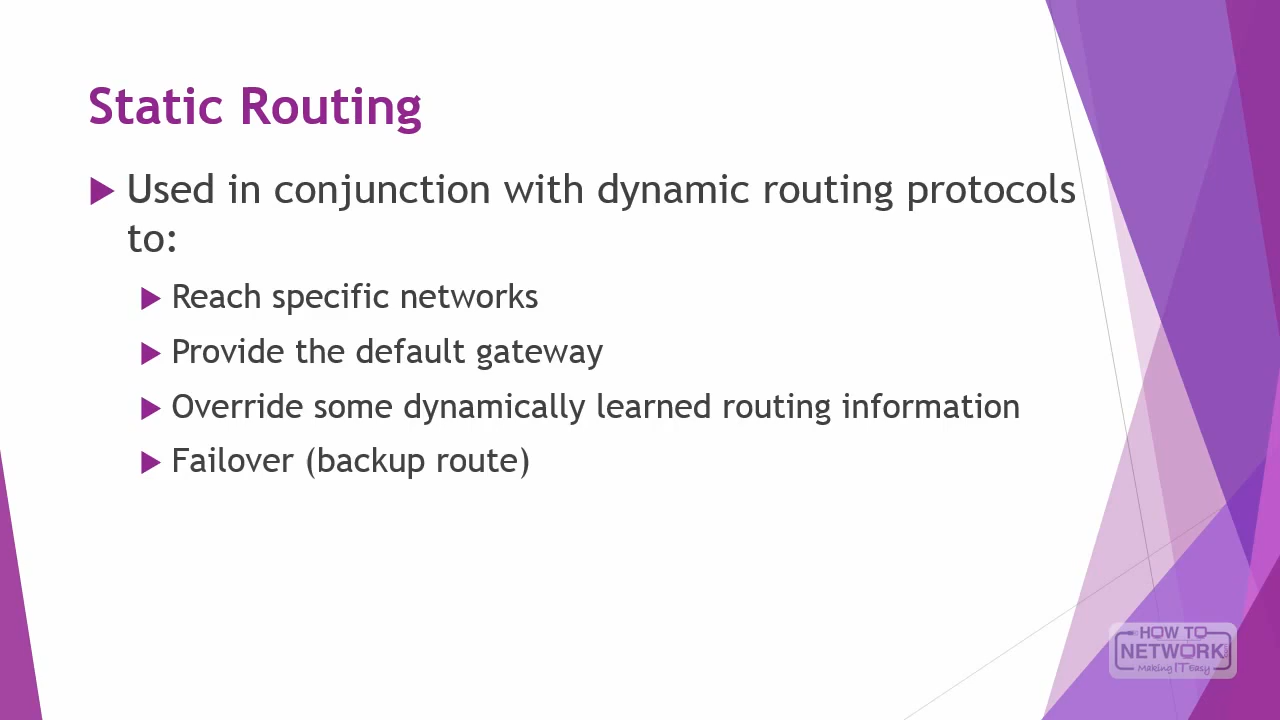 Static Routing
Used in conjunction with dynamic routing protocols
to:
Reach specific networks
Provide the default gateway
Override some dynamically learned routing information
Failover (backup route)
HOW TO
NETWORK
Making IT Easy